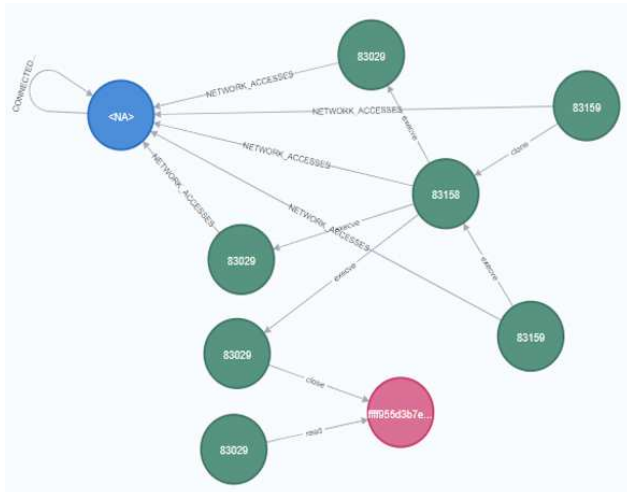 83029
CONNECTED...
NETWORK_ACCESSES
<NA>
NETWORK_ACCESSES
83159
execve
clone
NETWORK_ACCESSES
83158
NETWORK_ACCESSES
NETWORK_ACCESSES
execve
83029
execve
execve
83159
83029
close
ffff955d3b7e...
read
83029